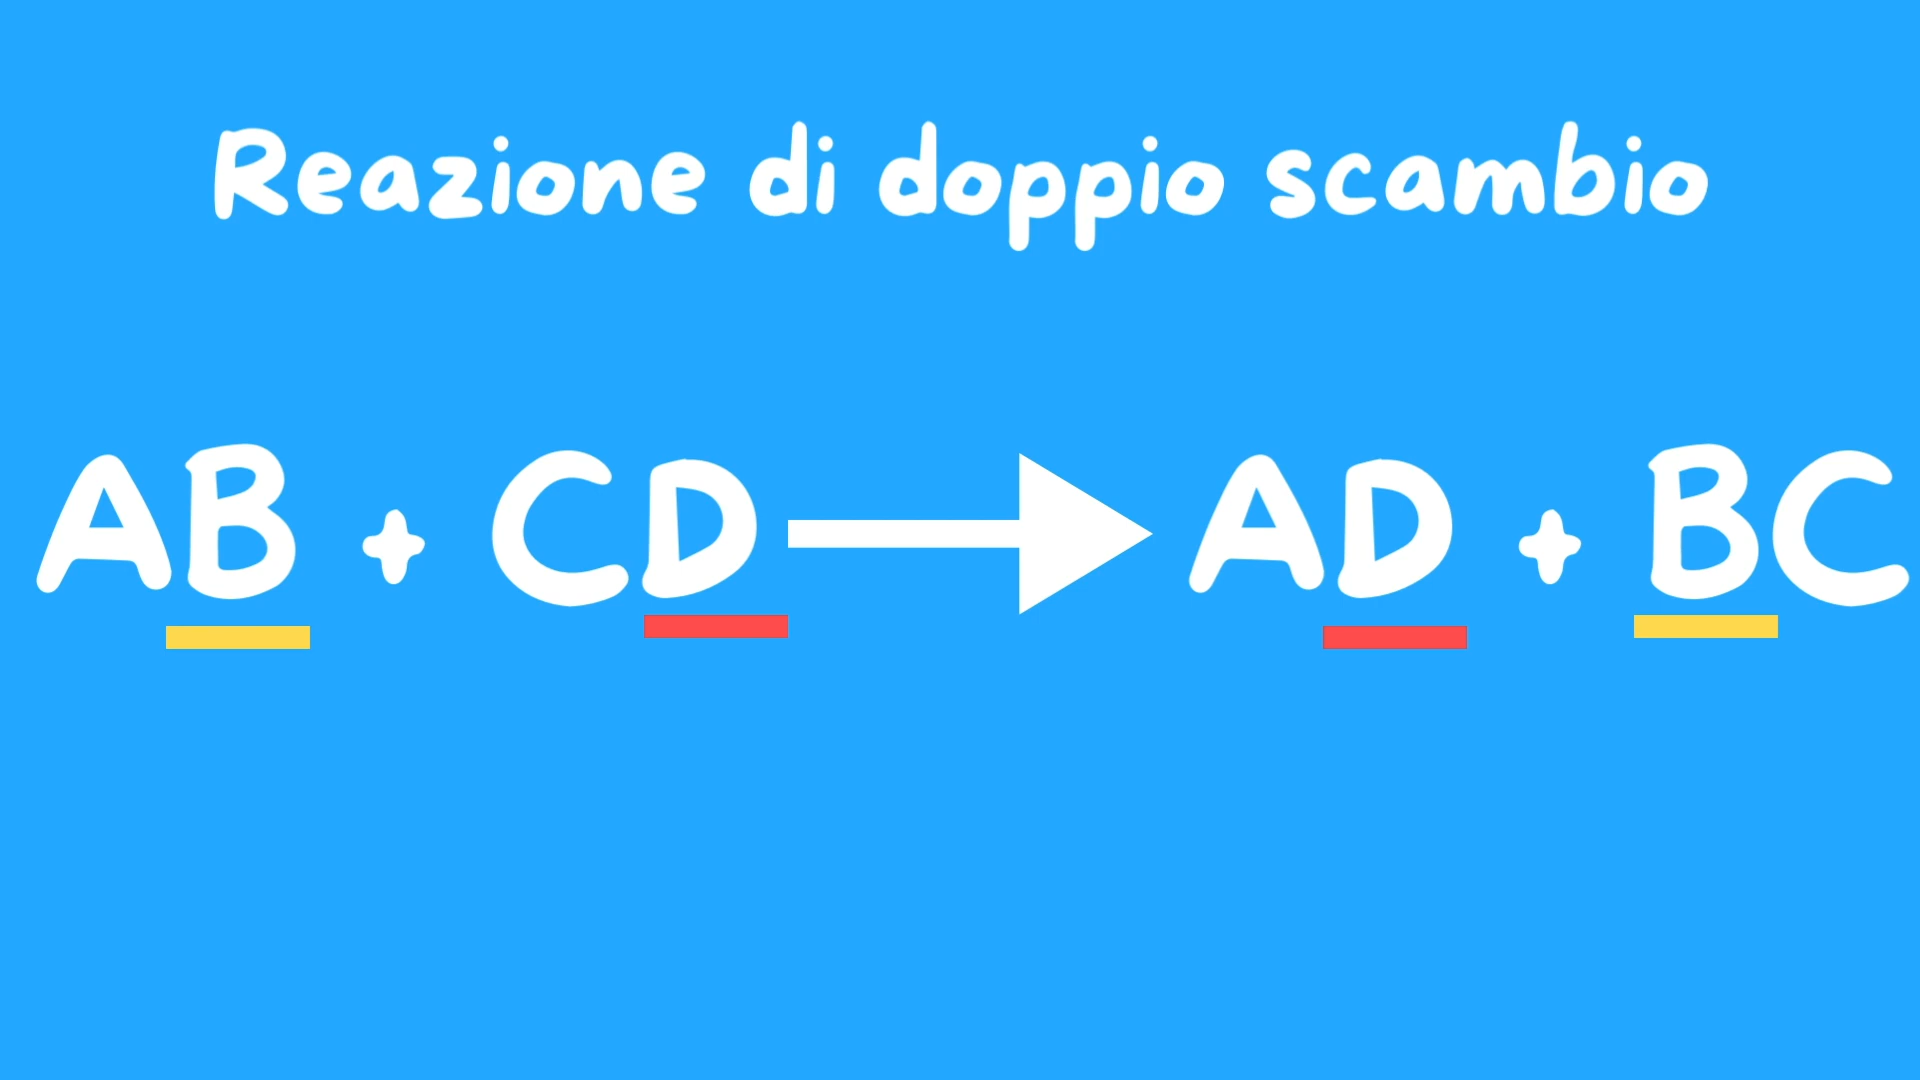 Reazione di doppio scambio
AB + CD → AD + BC